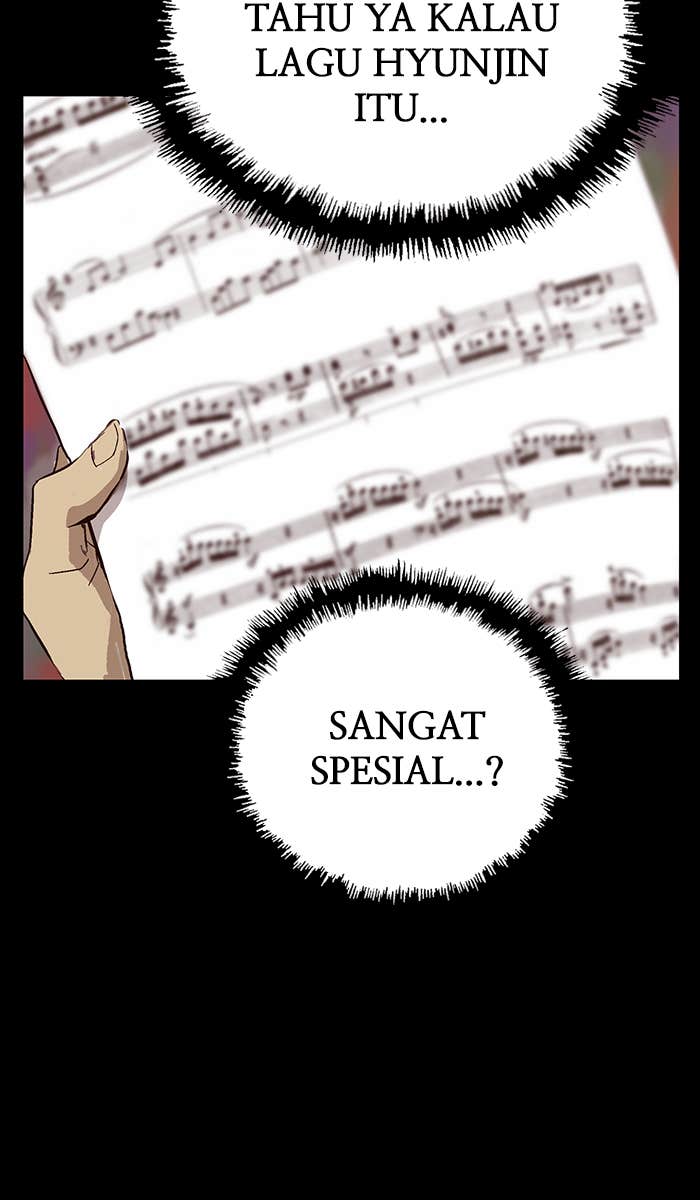 TAHU YA KALAU
LAGU HYUNJIN
ITU...
SANGAT
SPESIAL...?